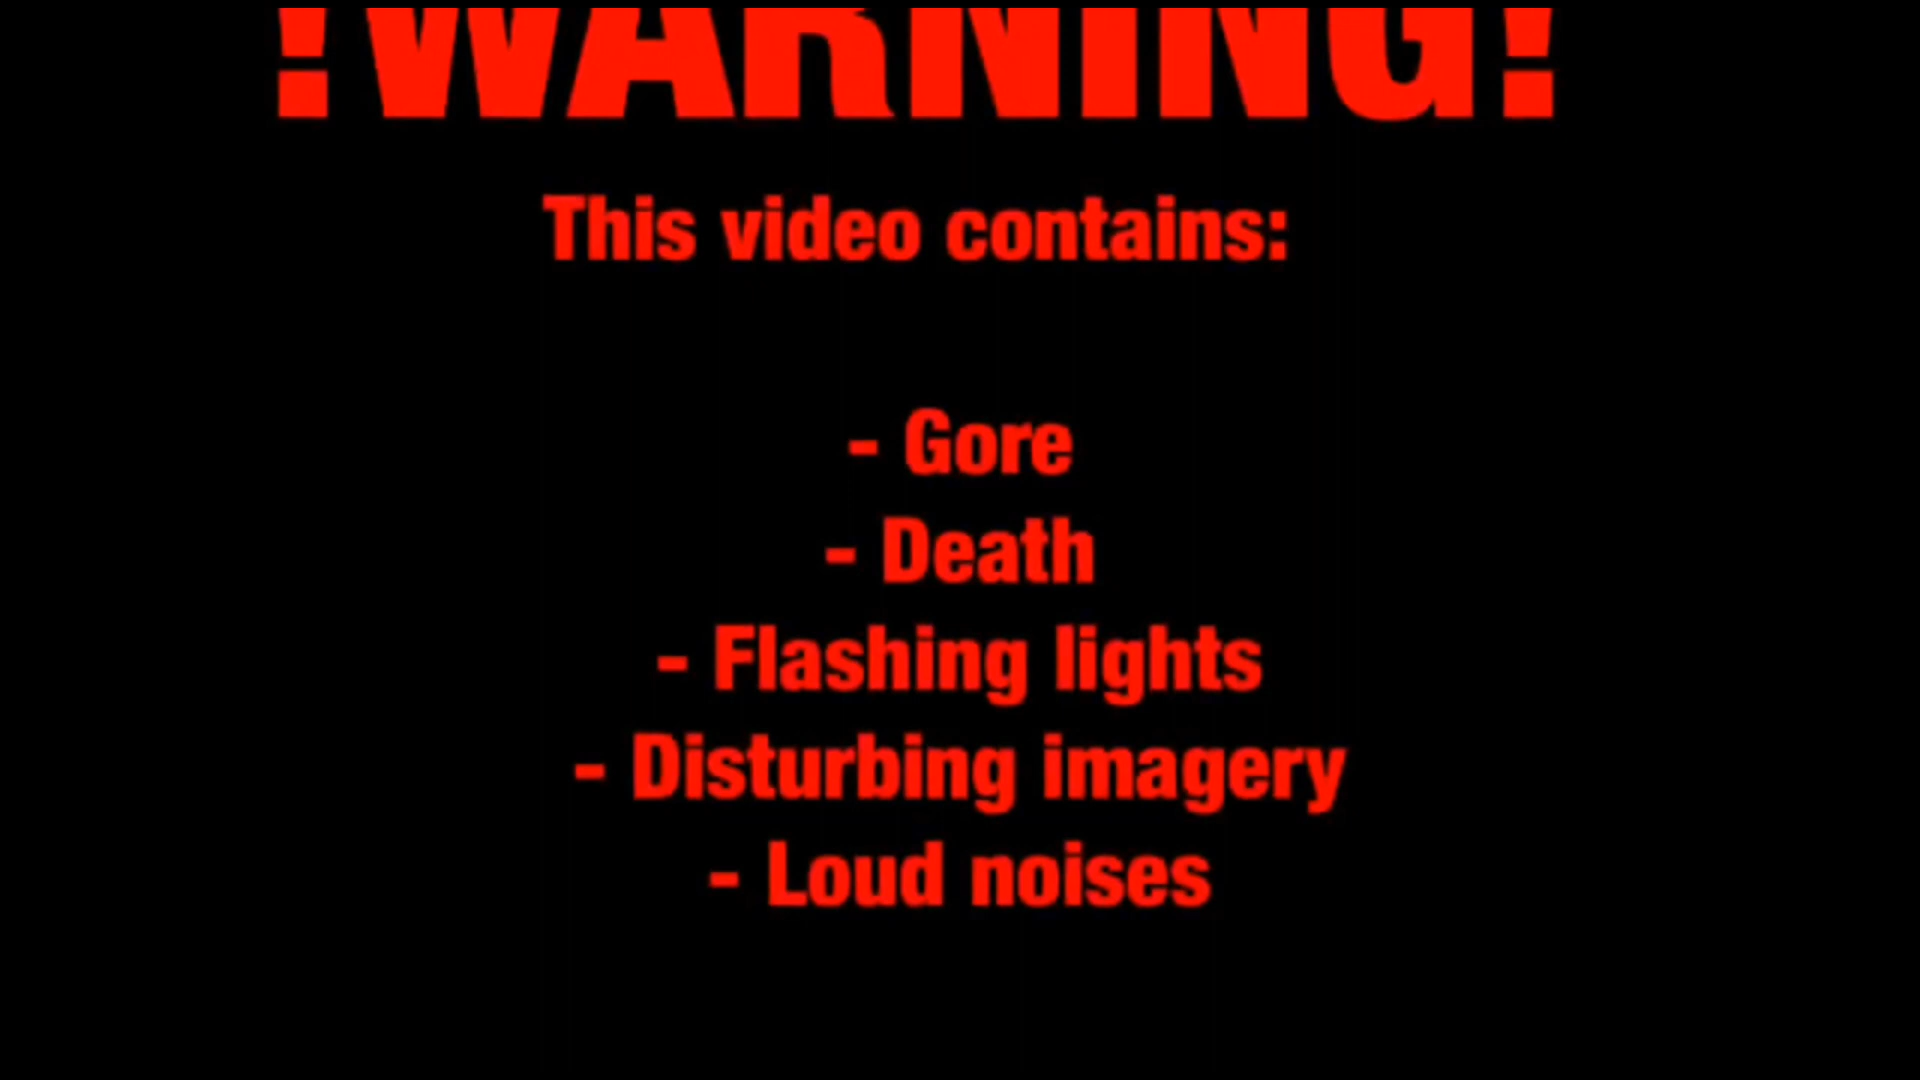 !WARNING!
This video contains:
- Gore
- Death
- Flashing lights
- Disturbing imagery
- Loud noises